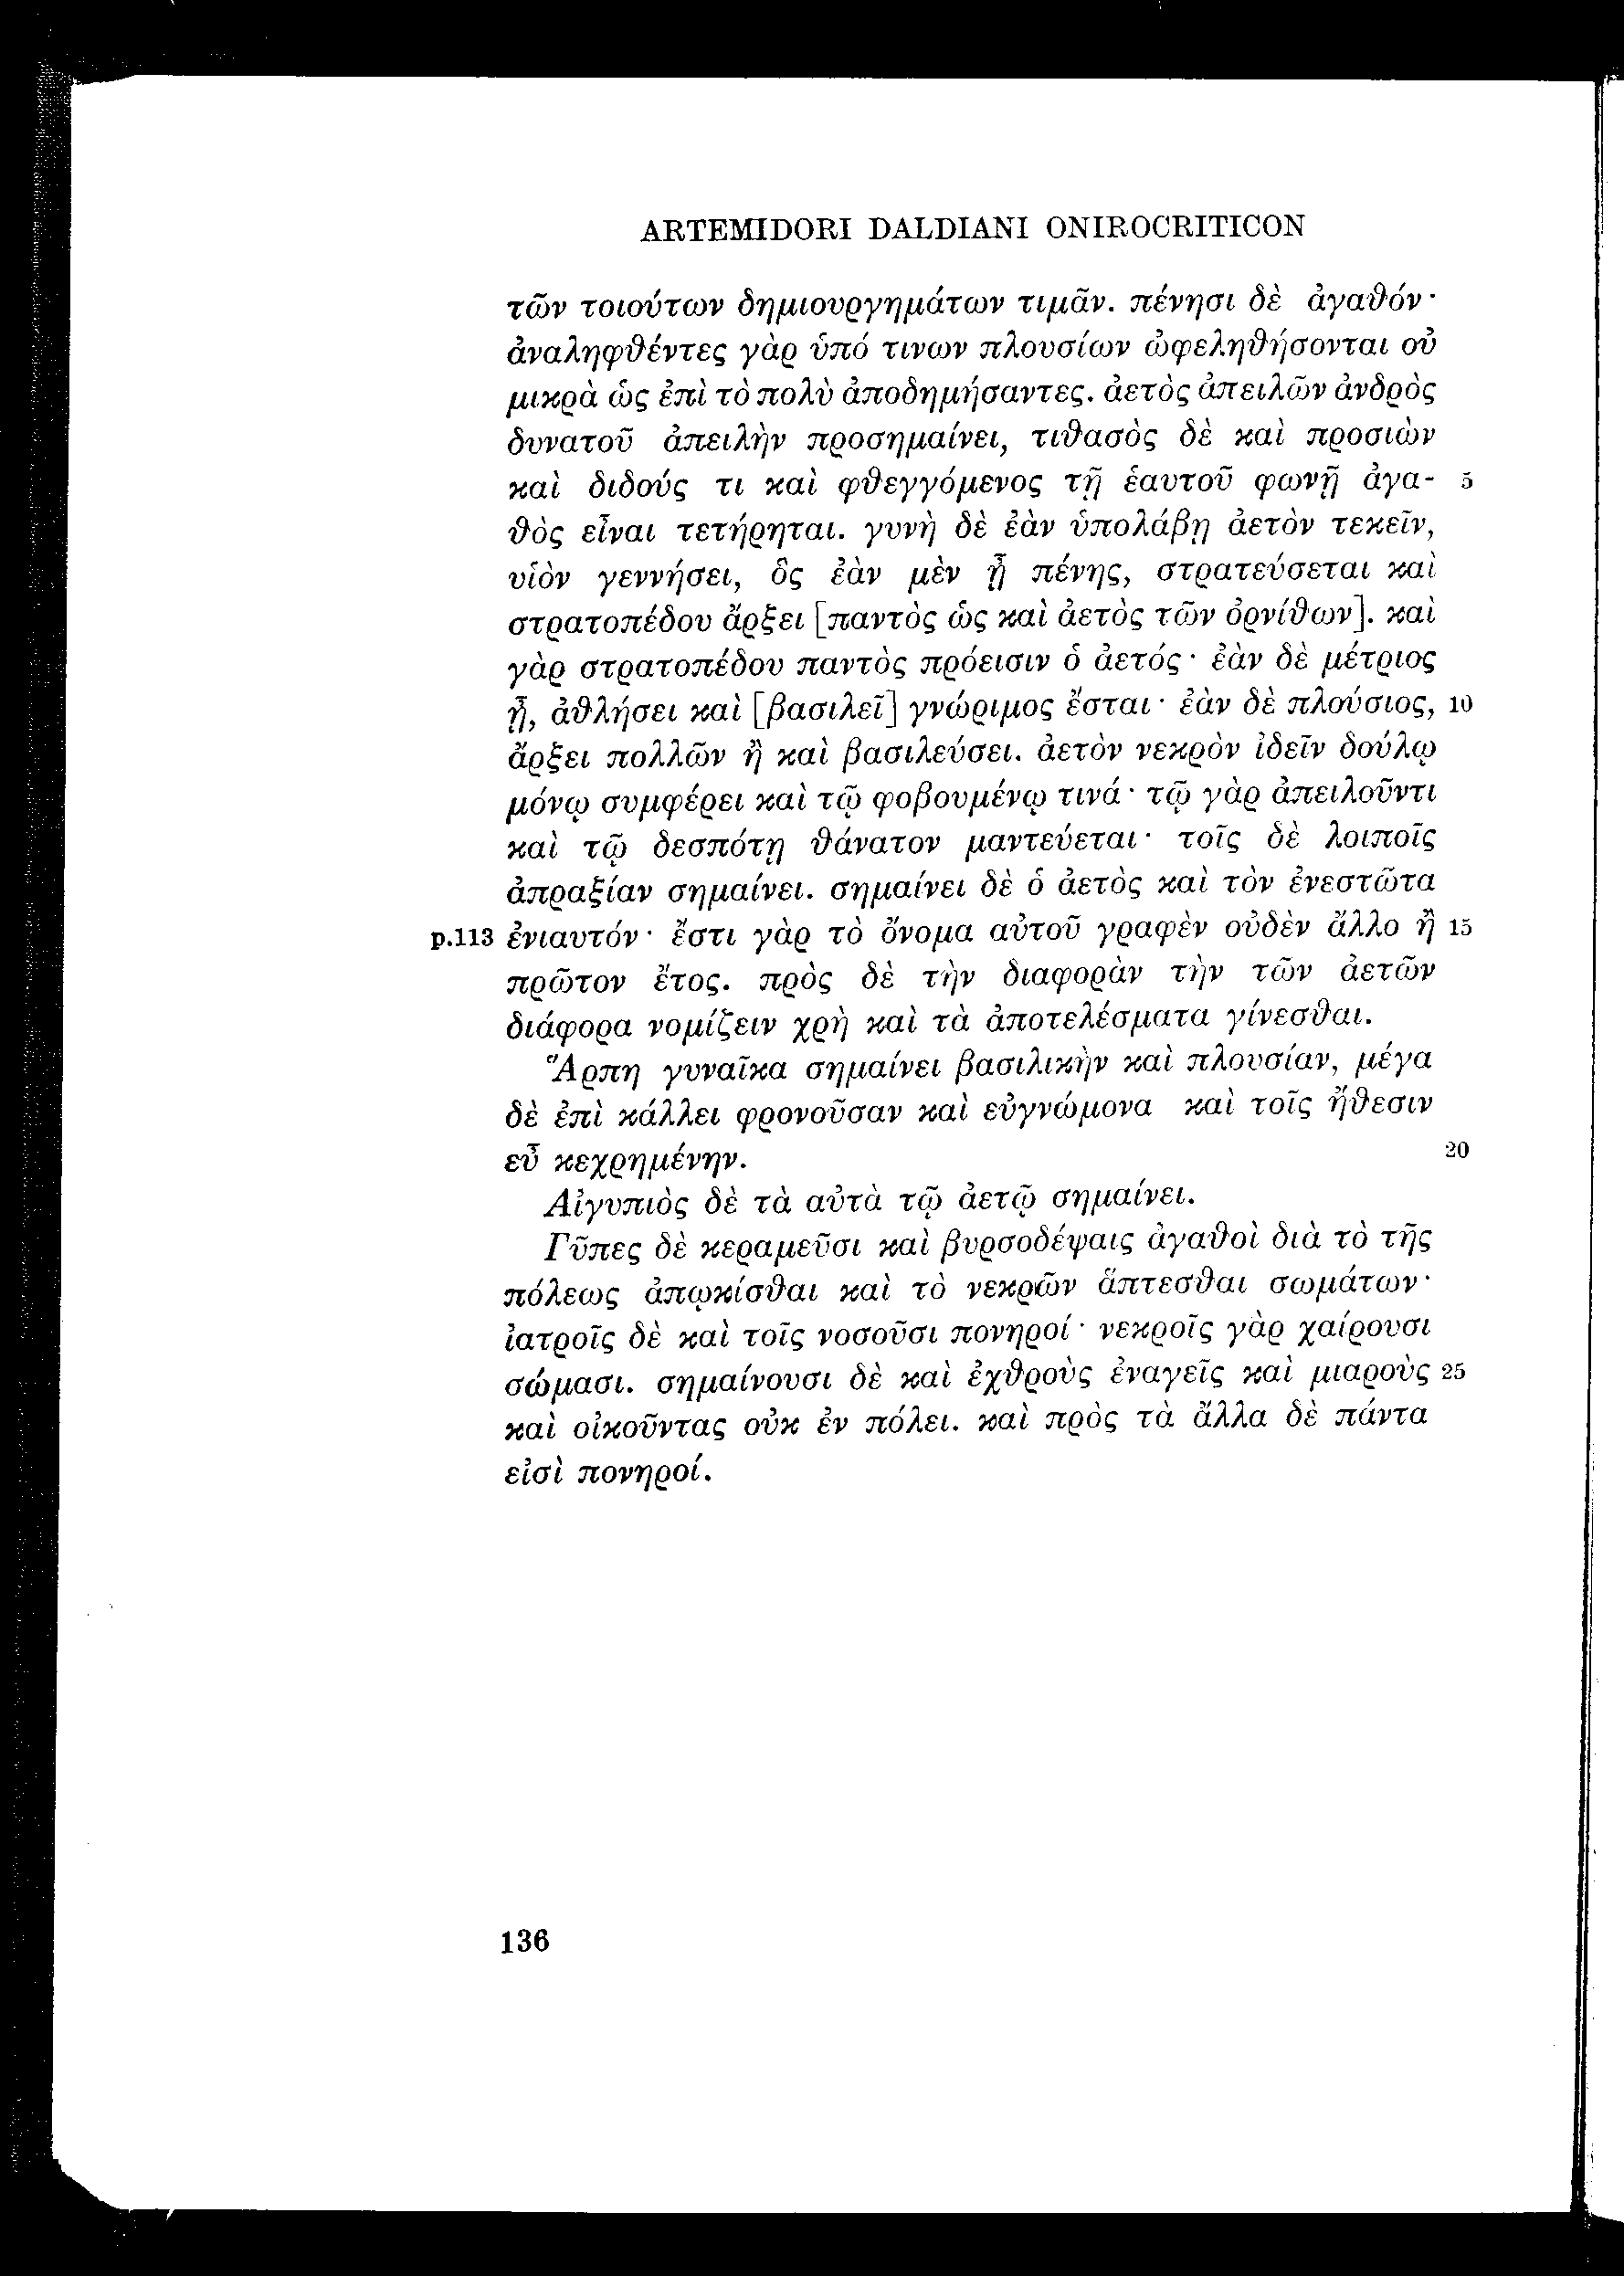 ARTEMIDORI DALDIANI ONIROCRITICON
τῶν τοιούτων δημιουργημάτων τιμᾶν. πένησι δὲ ἀγαϑόν·
ἀναληφϑέντες γὰρ ὑπό τινων πλουσίων ὠφεληϑήσονται οὐ
μικρὰ ὡς ἐπὶ τὸ πολὺ ἀποδημήσαντες. ἀετὸς ἀπειλῶν ἀνδρὸς
δυνατοῦ ἀπειλὴν προσημαίνει, τιϑασὸς δὲ καὶ προσιὼν
καὶ διδούς τι καὶ φϑεγγόμενος τῇ ἑαυτοῦ φωνῇ ἀγα- 5
ϑὸς εἶναι τετήρηται. γυνὴ δὲ ἐὰν ὑπολάβῃ ἀετὸν τεκεῖν,
υἱὸν γεννήσει, ὃς ἐὰν μὲν ᾖ πένης, στρατεύσεται καὶ
στρατοπέδου ἄρξει [παντὸς ὡς καὶ ἀετὸς τῶν ὀρνίϑων]. καὶ
γὰρ στρατοπέδου παντὸς πρόεισιν ὁ ἀετός· ἐὰν δὲ μέτριος
ᾖ, ἀϑλήσει καὶ [βασιλεῖ] γνώριμος ἔσται· ἐὰν δὲ πλούσιος, 10
ἄρξει πολλῶν ἢ καὶ βασιλεύσει. ἀετὸν νεκρὸν ἰδεῖν δούλῳ
μόνῳ συμφέρει καὶ τῷ φοβουμένῳ τινά· τῷ γὰρ ἀπειλοῦντι
καὶ τῷ δεσπότῃ ϑάνατον μαντεύεται· τοῖς δὲ λοιποῖς
ἀπραξίαν σημαίνει. σημαίνει δὲ ὁ ἀετὸς καὶ τὸν ἐνεστῶτα
p.113 ἐνιαυτόν· ἔστι γὰρ τὸ ὄνομα αὐτοῦ γραφὲν οὐδὲν ἄλλο ἢ 15
πρῶτον ἔτος. πρὸς δὲ τὴν διαφορὰν τὴν τῶν ἀετῶν
διάφορα νομίζειν χρὴ καὶ τὰ ἀποτελέσματα γίνεσϑαι.
Ἅρπη γυναῖκα σημαίνει βασιλικὴν καὶ πλουσίαν, μέγα
δὲ ἐπὶ κάλλει φρονοῦσαν καὶ εὐγνώμονα καὶ τοῖς ἤϑεσιν
εὖ κεχρημένην. 20
Αἰγυπιὸς δὲ τὰ αὐτὰ τῷ ἀετῷ σημαίνει.
Γῦπες δὲ κεραμεῦσι καὶ βυρσοδέψαις ἀγαϑοὶ διὰ τὸ τῆς
πόλεως ἀπῳκίσϑαι καὶ τὸ νεκρῶν ἅπτεσϑαι σωμάτων·
ἰατροῖς δὲ καὶ τοῖς νοσοῦσι πονηροί· νεκροῖς γὰρ χαίρουσι
σώμασι. σημαίνουσι δὲ καὶ ἐχϑροὺς ἐναγεῖς καὶ μιαροὺς 25
καὶ οἰκοῦντας οὐκ ἐν πόλει. καὶ πρὸς τὰ ἄλλα δὲ πάντα
εἰσὶ πονηροί.
136